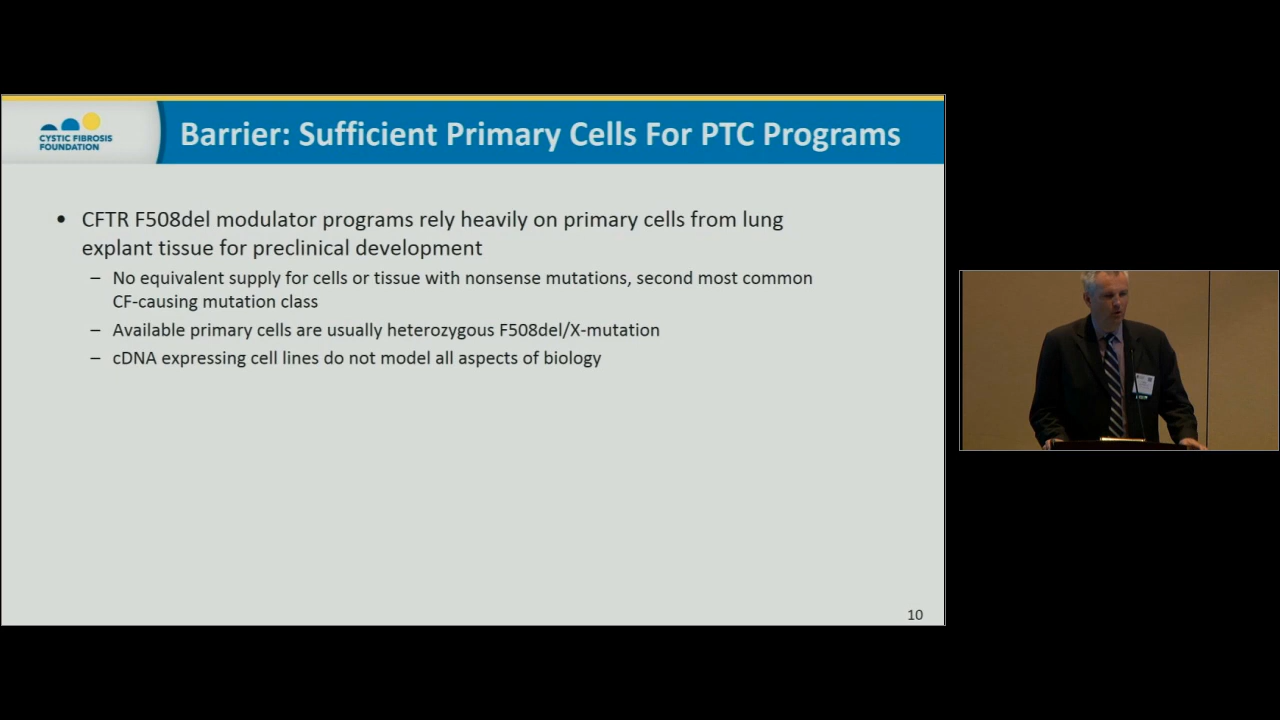 CYSTIC FIBROSIS
FOUNDATION
Barrier: Sufficient Primary Cells For PTC Programs
• CFTR F508del modulator programs rely heavily on primary cells from lung
explant tissue for preclinical development
– No equivalent supply for cells or tissue with nonsense mutations, second most common
CF-causing mutation class
– Available primary cells are usually heterozygous F508del/X-mutation
– cDNA expressing cell lines do not model all aspects of biology
10